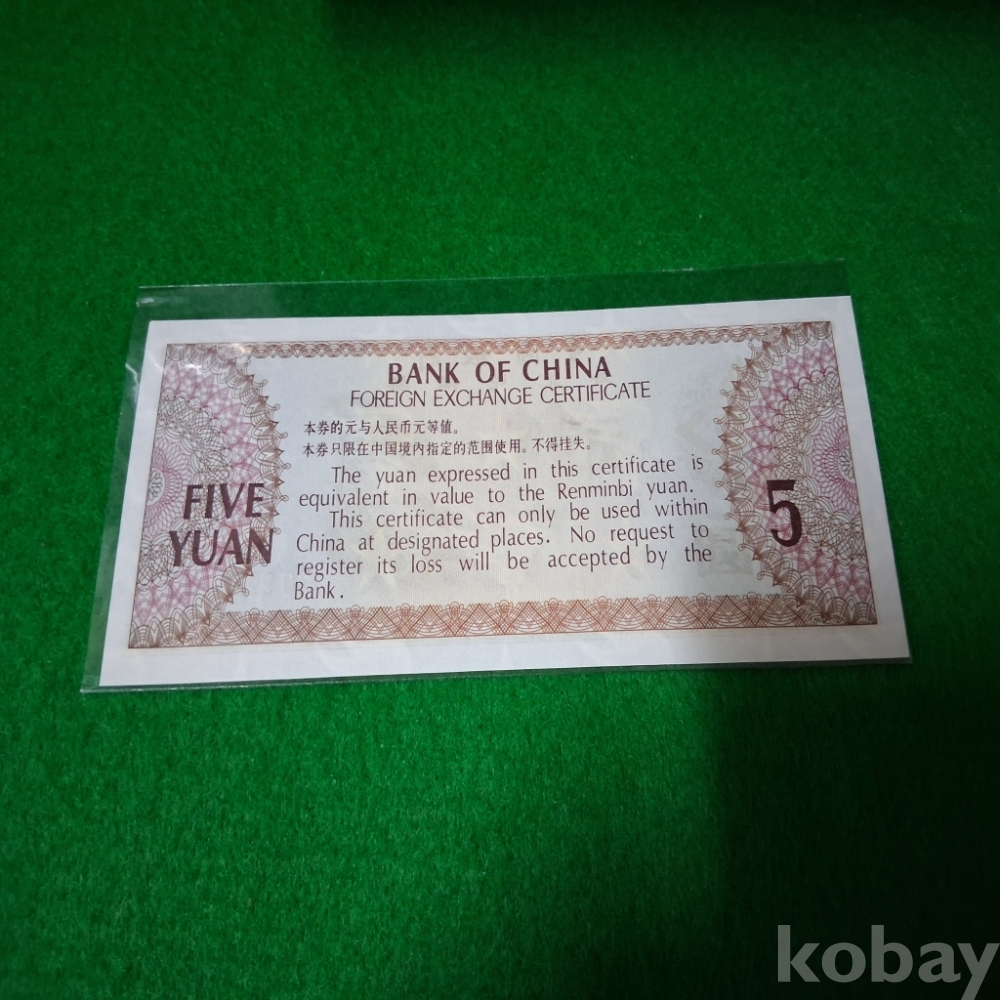 BANK OF CHINA
FOREIGN EXCHANGE CERTIFICATE
本券的元与人民币元等值。
本券只限在中国境内指定的范围使用。不得挂失。
The yuan expressed in this certificate is
equivalent in value to the Renminbi yuan.
This certificate can only be used within
China at designated places. No request to
register its loss will be accepted by the
Bank.
FIVE
YUAN
5
kobay